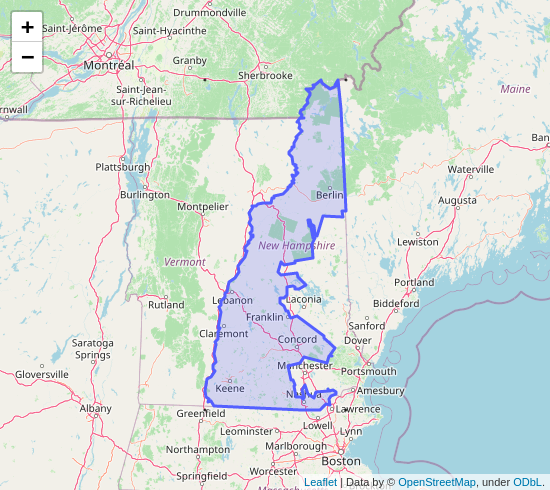 +
−
Drummondville
Saint-Jérôme
Saint-Hyacinthe
Montréal
Granby
Sherbrooke
Saint-Jean-
sur-Richelieu
Maine
rnwall
Ban
Plattsburgh
Waterville
Burlington
Berlin
Montpelier
Augusta
Lewiston
New Hampshire
Vermont
Portland
Lebanon
Laconia
Rutland
Biddeford
Franklin
Sanford
Claremont
Concord
Dover
Saratoga
Springs
Manchester
Portsmouth
Gloversville
Keene
Nashua
Amesbury
Albany
Greenfield
Lawrence
Leominster
Lowell
Lynn
Northampton
Marlborough
Boston
Worcester
Springfield
Massachusetts
Leaflet | Data by © OpenStreetMap, under ODbL.